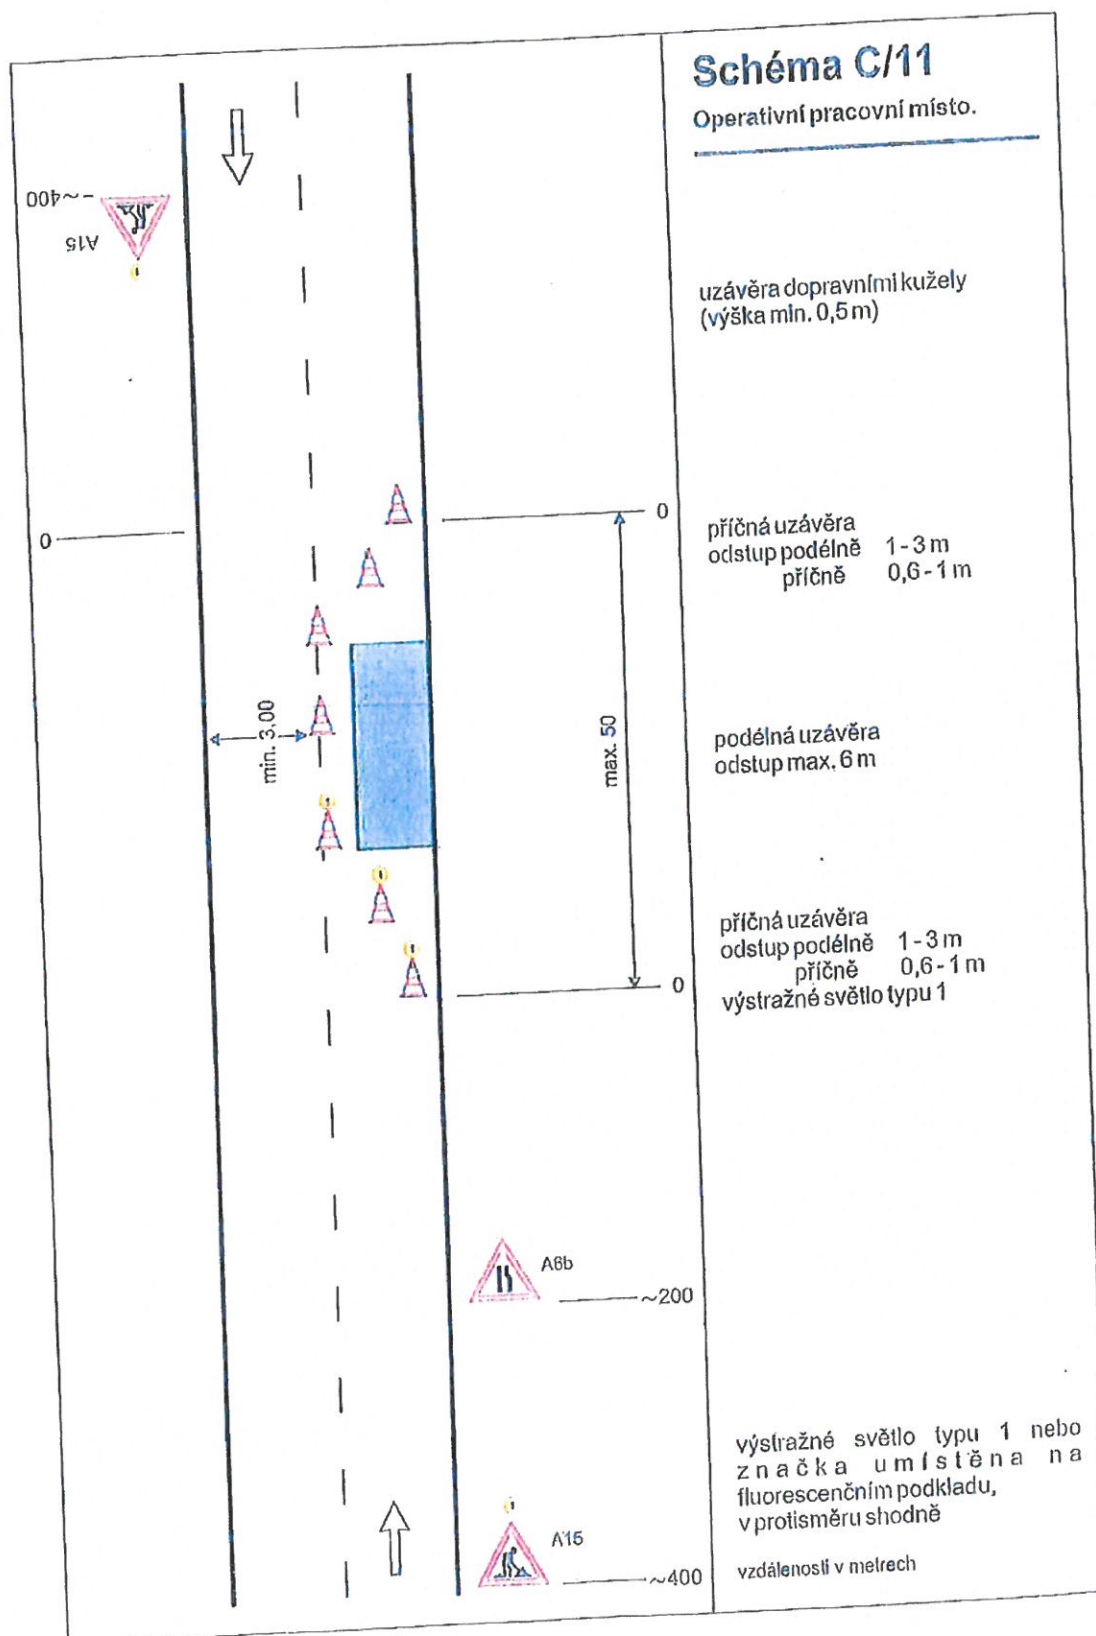 Schéma C/11
Operativní pracovní místo.
~400
A15
uzávěra dopravními kužely
(výška min. 0,5 m)
0
0
příčná uzávěra
odstup podélně 1 - 3 m
příčně 0,6 - 1 m
min. 3,00
max. 50
podélná uzávěra
odstup max. 6 m
příčná uzávěra
odstup podélně 1 - 3 m
příčně 0,6 - 1 m
0
výstražné světlo typu 1
A6b
~200
výstražné světlo typu 1 nebo
značka umístěna na
fluorescenčním podkladu,
v protisměru shodně
A15
~400
vzdálenosti v metrech